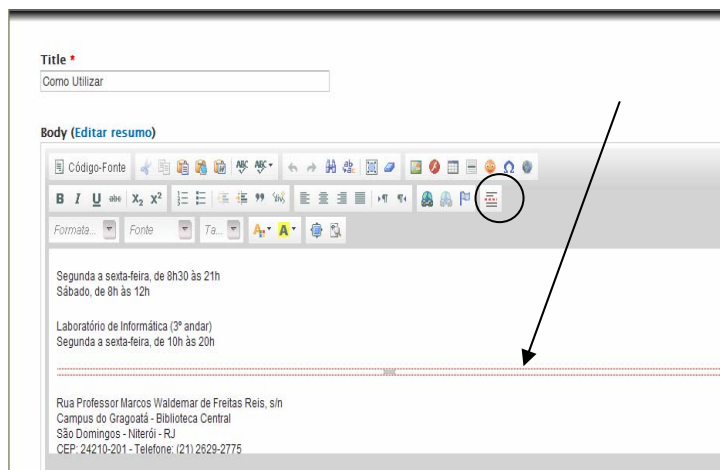 Title *
Como Utilizar
Body (Editar resumo)
Código-Fonte
B I U abc X₂ X²
Formata... Fonte Ta... A A
Segunda a sexta-feira, de 8h30 às 21h
Sábado, de 8h às 12h
Laboratório de Informática (3º andar)
Segunda a sexta-feira, de 10h às 20h
Rua Professor Marcos Waldemar de Freitas Reis, s/n
Campus do Gragoatá - Biblioteca Central
São Domingos - Niterói - RJ
CEP: 24210-201 - Telefone: (21) 2629-2775